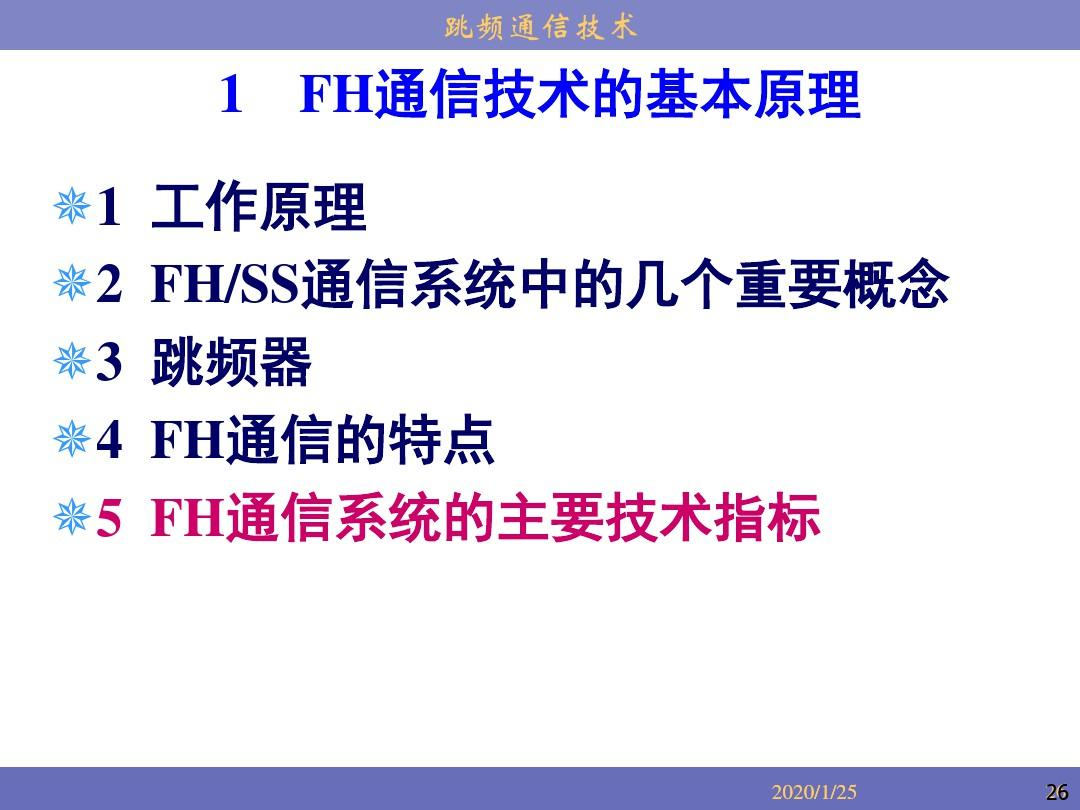 跳频通信技术
1 FH通信技术的基本原理
1 工作原理
2 FH/SS通信系统中的几个重要概念
3 跳频器
4 FH通信的特点
5 FH通信系统的主要技术指标
2020/1/25 26